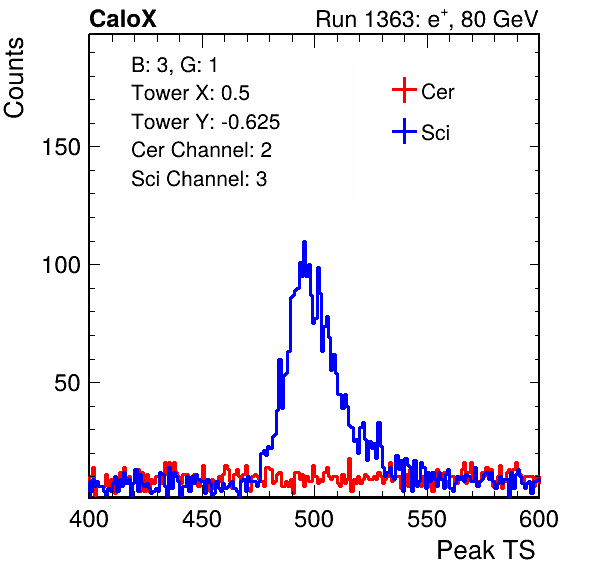 CaloX Run 1363: e⁺, 80 GeV
Counts
B: 3, G: 1
Tower X: 0.5
Tower Y: -0.625
Cer Channel: 2
Sci Channel: 3
Cer
Sci
150
100
50
400 450 500 550 600
Peak TS